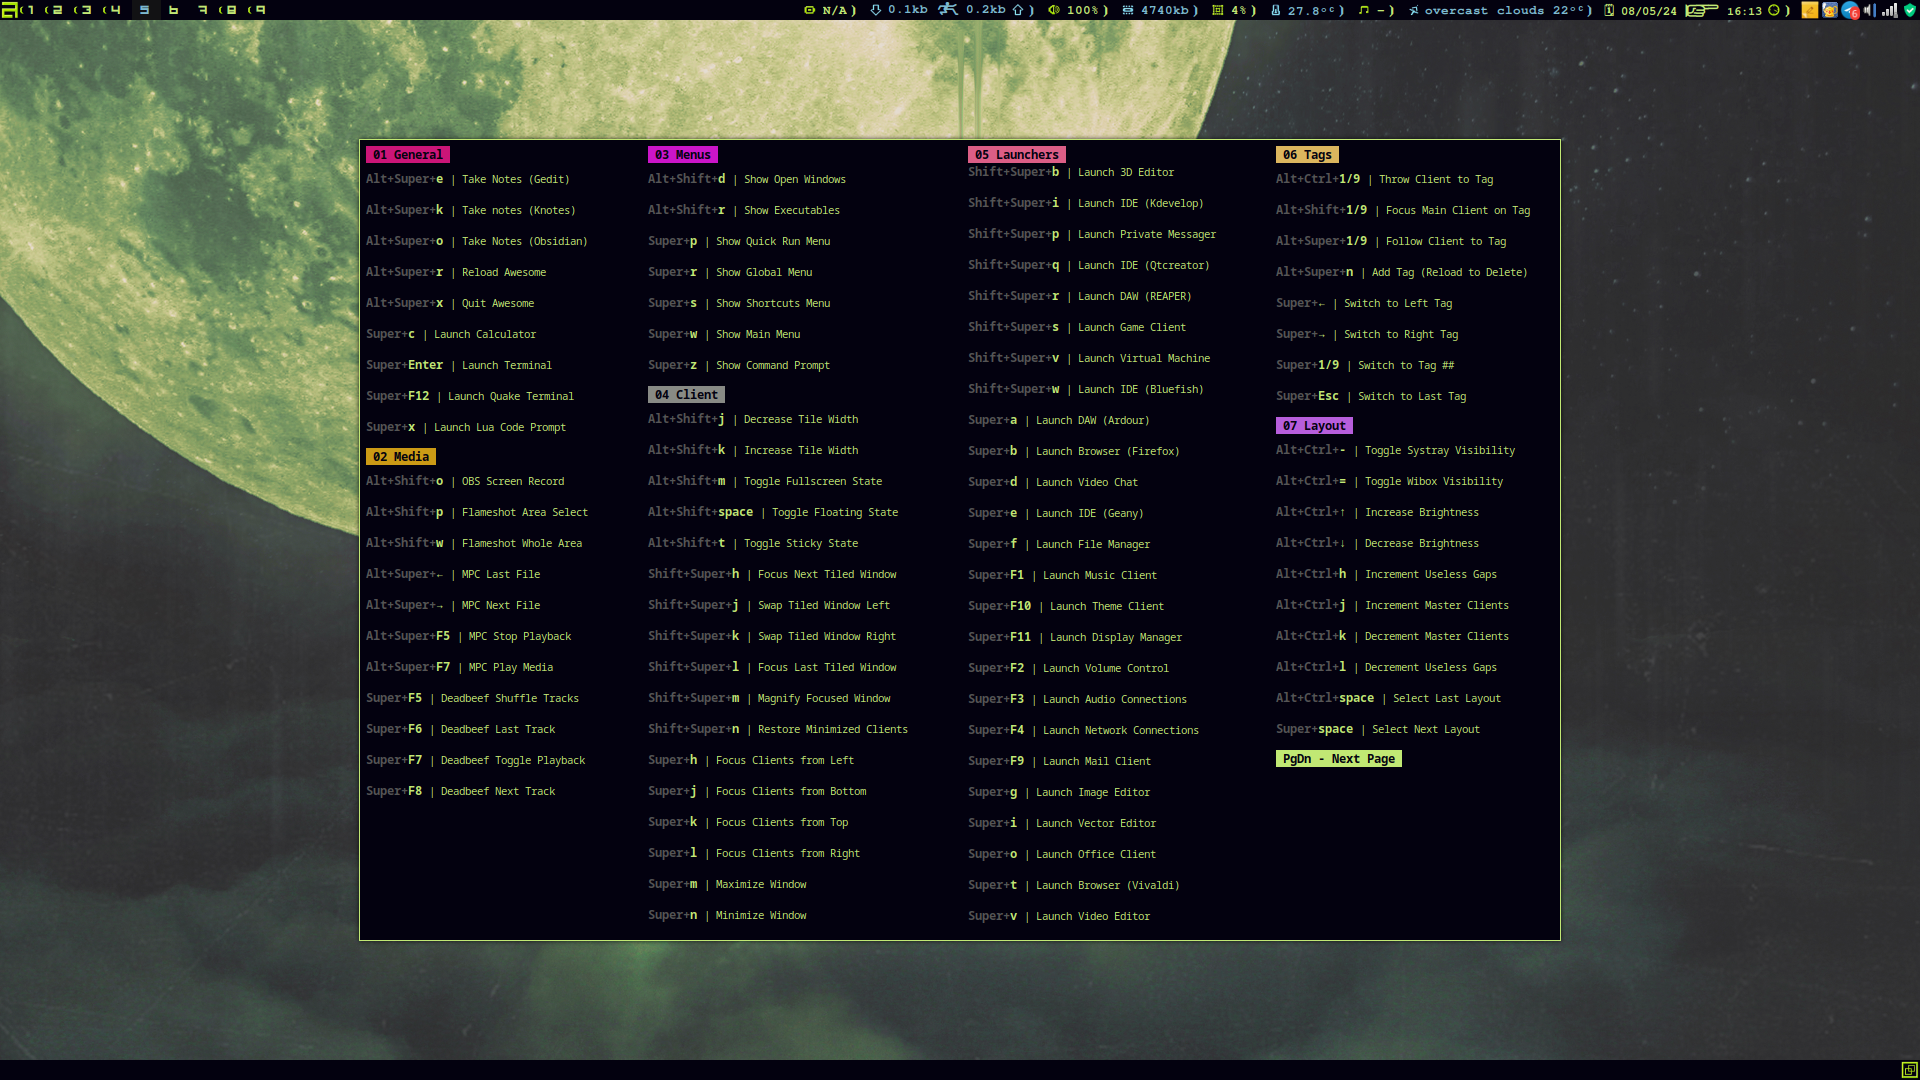 1 2 3 4 5 6 7 8 9
N/A ) 0.1kb 0.2kb ) 100% ) 4740kb ) 4% ) 27.8°C ) - ) overcast clouds 22°C ) 08/05/24 16:13 ) 6
01 General
Alt+Super+e | Take Notes (Gedit)
Alt+Super+k | Take notes (Knotes)
Alt+Super+o | Take Notes (Obsidian)
Alt+Super+r | Reload Awesome
Alt+Super+x | Quit Awesome
Super+c | Launch Calculator
Super+Enter | Launch Terminal
Super+F12 | Launch Quake Terminal
Super+x | Launch Lua Code Prompt
02 Media
Alt+Shift+o | OBS Screen Record
Alt+Shift+p | Flameshot Area Select
Alt+Shift+w | Flameshot Whole Area
Alt+Super+← | MPC Last File
Alt+Super+→ | MPC Next File
Alt+Super+F5 | MPC Stop Playback
Alt+Super+F7 | MPC Play Media
Super+F5 | Deadbeef Shuffle Tracks
Super+F6 | Deadbeef Last Track
Super+F7 | Deadbeef Toggle Playback
Super+F8 | Deadbeef Next Track
03 Menus
Alt+Shift+d | Show Open Windows
Alt+Shift+r | Show Executables
Super+p | Show Quick Run Menu
Super+r | Show Global Menu
Super+s | Show Shortcuts Menu
Super+w | Show Main Menu
Super+z | Show Command Prompt
04 Client
Alt+Shift+j | Decrease Tile Width
Alt+Shift+k | Increase Tile Width
Alt+Shift+m | Toggle Fullscreen State
Alt+Shift+space | Toggle Floating State
Alt+Shift+t | Toggle Sticky State
Shift+Super+h | Focus Next Tiled Window
Shift+Super+j | Swap Tiled Window Left
Shift+Super+k | Swap Tiled Window Right
Shift+Super+l | Focus Last Tiled Window
Shift+Super+m | Magnify Focused Window
Shift+Super+n | Restore Minimized Clients
Super+h | Focus Clients from Left
Super+j | Focus Clients from Bottom
Super+k | Focus Clients from Top
Super+l | Focus Clients from Right
Super+m | Maximize Window
Super+n | Minimize Window
05 Launchers
Shift+Super+b | Launch 3D Editor
Shift+Super+i | Launch IDE (Kdevelop)
Shift+Super+p | Launch Private Messager
Shift+Super+q | Launch IDE (Qtcreator)
Shift+Super+r | Launch DAW (REAPER)
Shift+Super+s | Launch Game Client
Shift+Super+v | Launch Virtual Machine
Shift+Super+w | Launch IDE (Bluefish)
Super+a | Launch DAW (Ardour)
Super+b | Launch Browser (Firefox)
Super+d | Launch Video Chat
Super+e | Launch IDE (Geany)
Super+f | Launch File Manager
Super+F1 | Launch Music Client
Super+F10 | Launch Theme Client
Super+F11 | Launch Display Manager
Super+F2 | Launch Volume Control
Super+F3 | Launch Audio Connections
Super+F4 | Launch Network Connections
Super+F9 | Launch Mail Client
Super+g | Launch Image Editor
Super+i | Launch Vector Editor
Super+o | Launch Office Client
Super+t | Launch Browser (Vivaldi)
Super+v | Launch Video Editor
06 Tags
Alt+Ctrl+1/9 | Throw Client to Tag
Alt+Shift+1/9 | Focus Main Client on Tag
Alt+Super+1/9 | Follow Client to Tag
Alt+Super+n | Add Tag (Reload to Delete)
Super+← | Switch to Left Tag
Super+→ | Switch to Right Tag
Super+1/9 | Switch to Tag ##
Super+Esc | Switch to Last Tag
07 Layout
Alt+Ctrl+- | Toggle Systray Visibility
Alt+Ctrl+= | Toggle Wibox Visibility
Alt+Ctrl+↑ | Increase Brightness
Alt+Ctrl+↓ | Decrease Brightness
Alt+Ctrl+h | Increment Useless Gaps
Alt+Ctrl+j | Increment Master Clients
Alt+Ctrl+k | Decrement Master Clients
Alt+Ctrl+l | Decrement Useless Gaps
Alt+Ctrl+space | Select Last Layout
Super+space | Select Next Layout
PgDn - Next Page